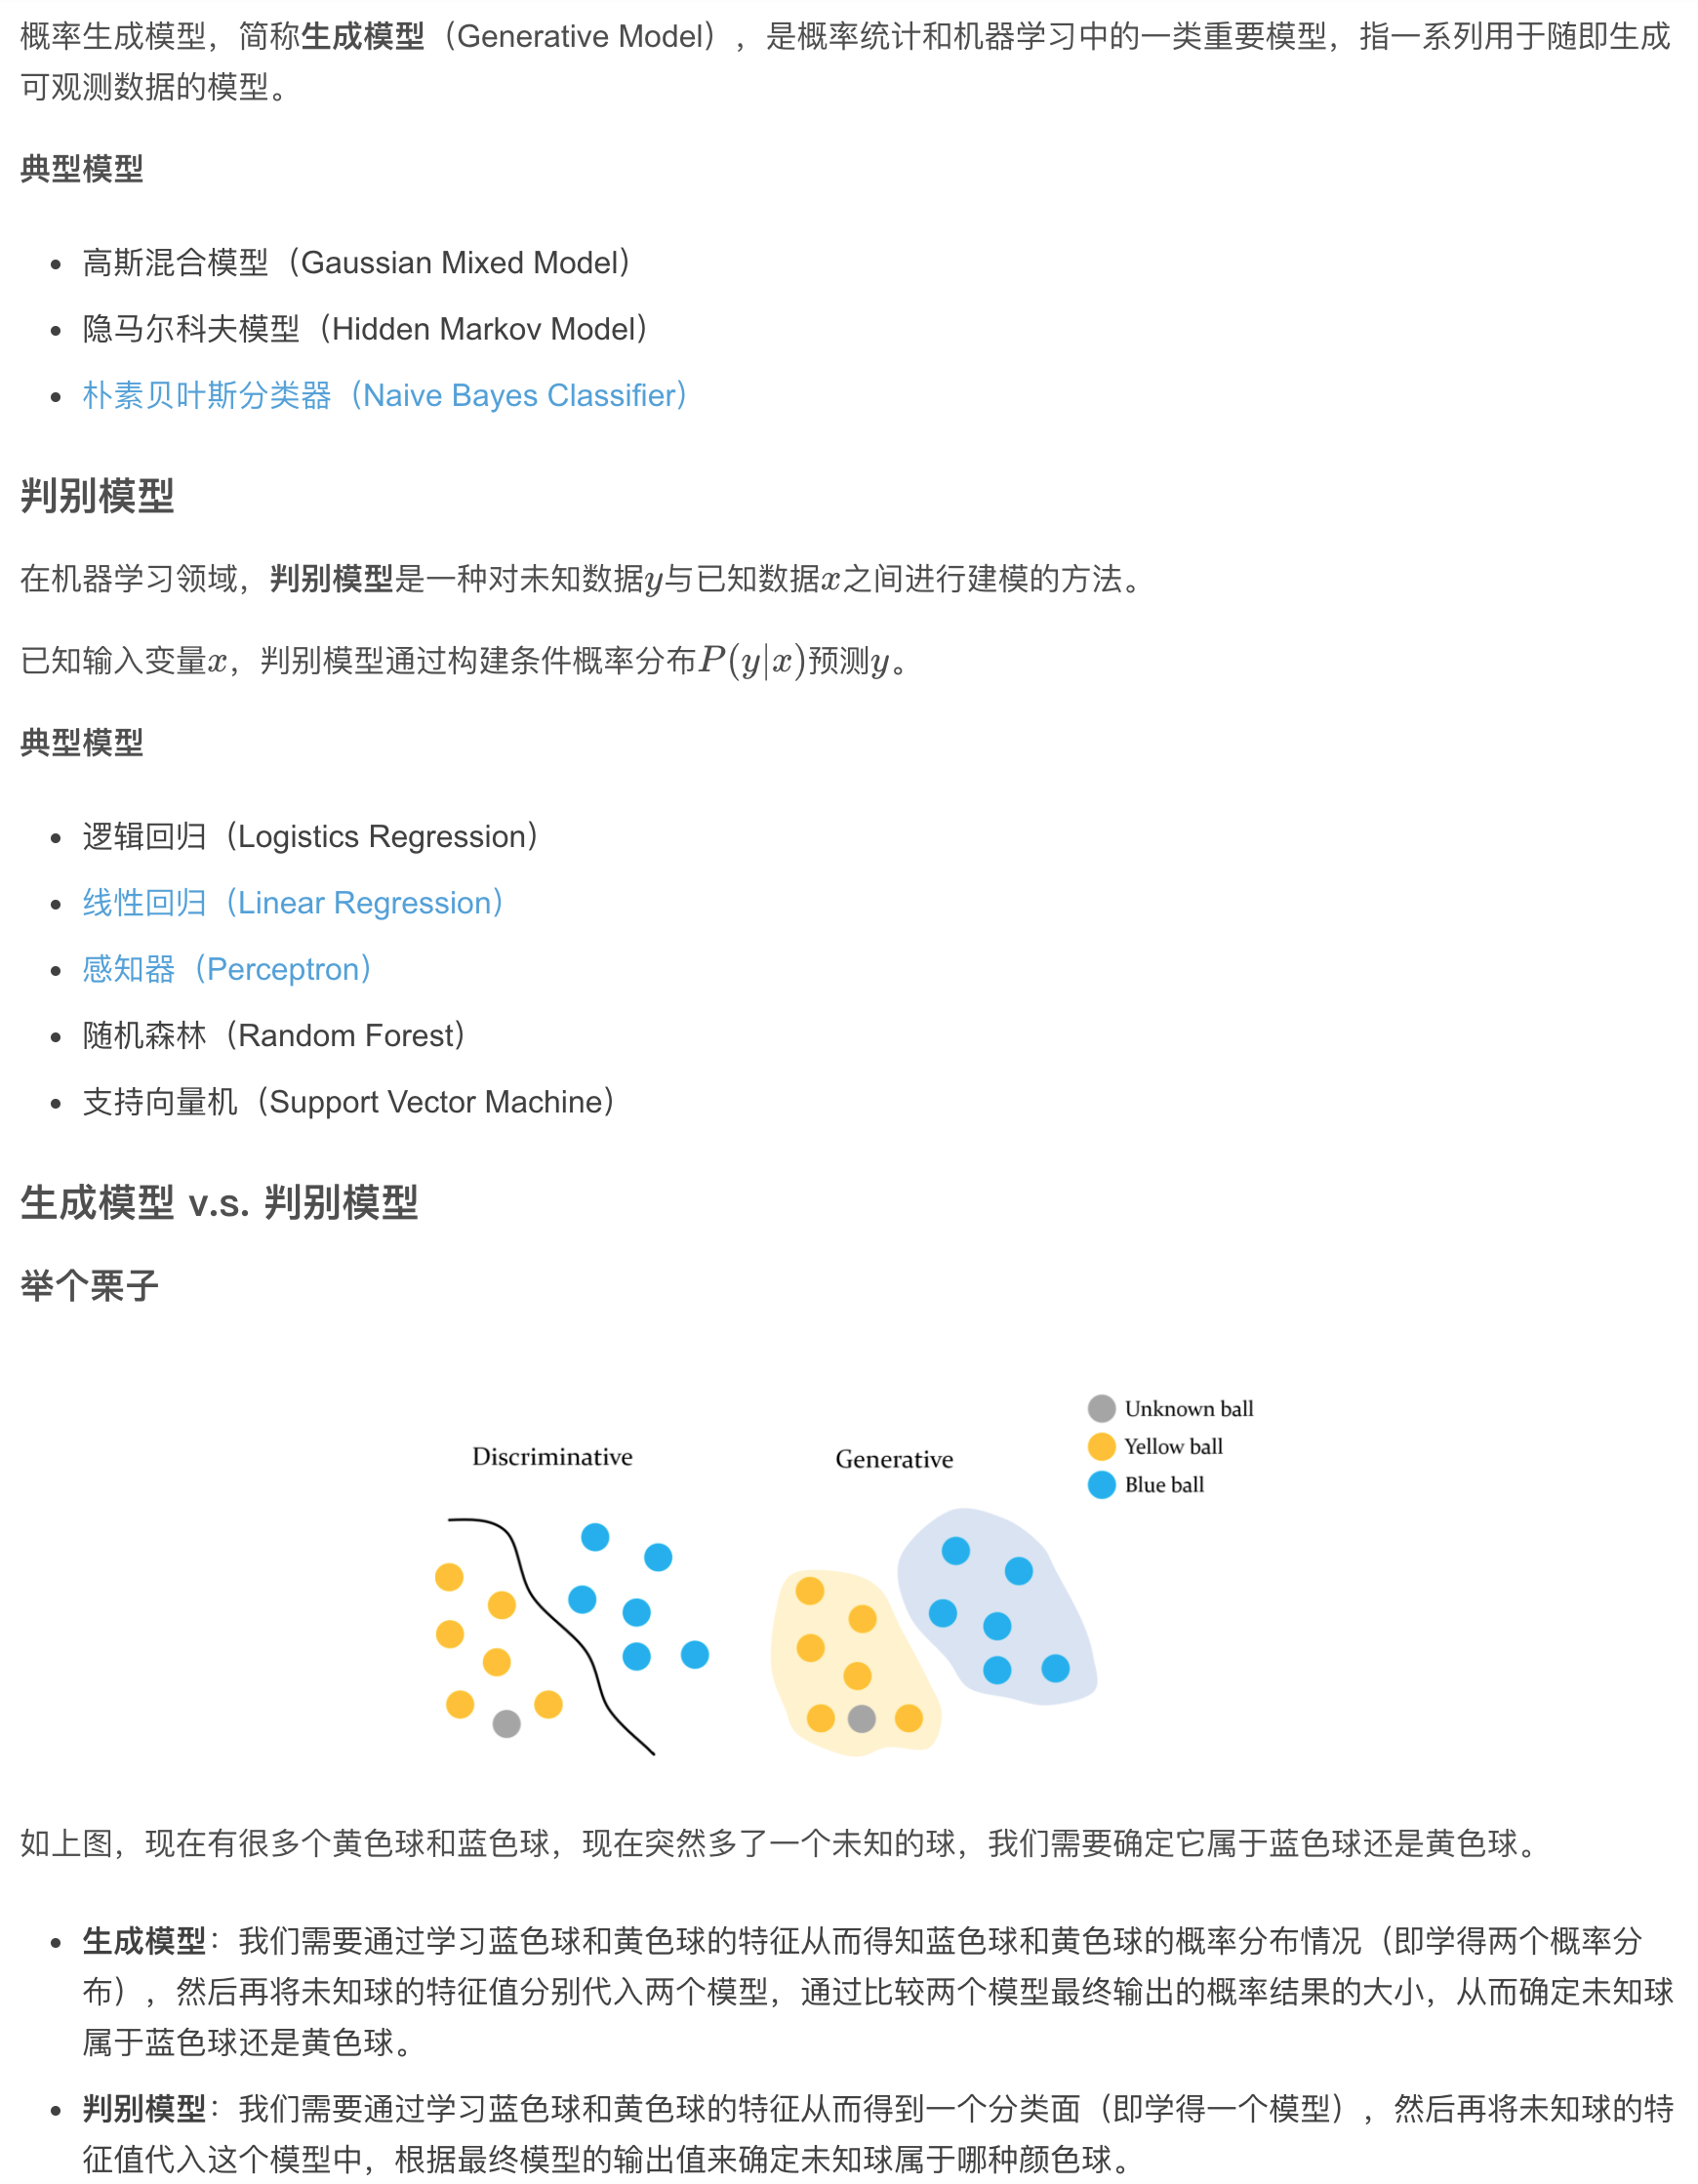 概率生成模型，简称生成模型（Generative Model），是概率统计和机器学习中的一类重要模型，指一系列用于随即生成
可观测数据的模型。
典型模型
• 高斯混合模型（Gaussian Mixed Model）
• 隐马尔科夫模型（Hidden Markov Model）
• 朴素贝叶斯分类器（Naive Bayes Classifier）
判别模型
在机器学习领域，判别模型是一种对未知数据y与已知数据x之间进行建模的方法。
已知输入变量x，判别模型通过构建条件概率分布P(y|x)预测y。
典型模型
• 逻辑回归（Logistics Regression）
• 线性回归（Linear Regression）
• 感知器（Perceptron）
• 随机森林（Random Forest）
• 支持向量机（Support Vector Machine）
生成模型 v.s. 判别模型
举个栗子
Unknown ball
Yellow ball
Blue ball
Discriminative
Generative
如上图，现在有很多个黄色球和蓝色球，现在突然多了一个未知的球，我们需要确定它属于蓝色球还是黄色球。
• 生成模型：我们需要通过学习蓝色球和黄色球的特征从而得知蓝色球和黄色球的概率分布情况（即学得两个概率分
布），然后再将未知球的特征值分别代入两个模型，通过比较两个模型最终输出的概率结果的大小，从而确定未知球
属于蓝色球还是黄色球。
• 判别模型：我们需要通过学习蓝色球和黄色球的特征从而得到一个分类面（即学得一个模型），然后再将未知球的特
征值代入这个模型中，根据最终模型的输出值来确定未知球属于哪种颜色球。